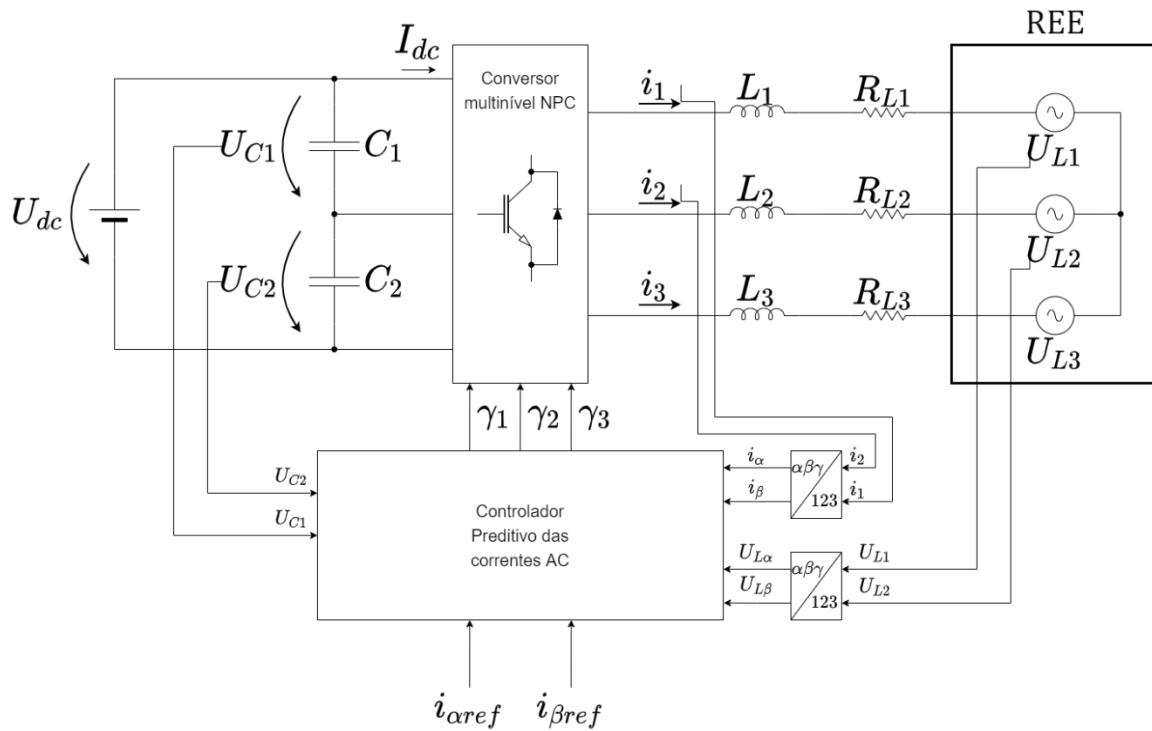 REE
I_dc
Conversor
multinível NPC
i_1
L_1
R_L1
U_C1
C_1
U_L1
i_2
L_2
R_L2
U_dc
U_L2
U_C2
C_2
i_3
L_3
R_L3
U_L3
γ_1
γ_2
γ_3
i_α
αβγ
i_2
U_C2
i_β
123
i_1
U_C1
Controlador
Preditivo das
correntes AC
U_Lα
αβγ
U_L1
U_Lβ
123
U_L2
i_αref
i_βref